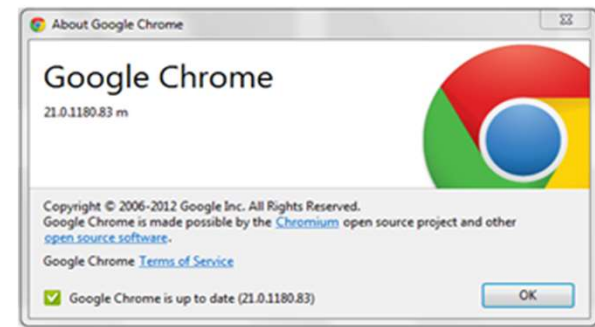 About Google Chrome
Google Chrome
21.0.1180.83 m
Copyright © 2006-2012 Google Inc. All Rights Reserved.
Google Chrome is made possible by the Chromium open source project and other
open source software.
Google Chrome Terms of Service
Google Chrome is up to date (21.0.1180.83)
OK